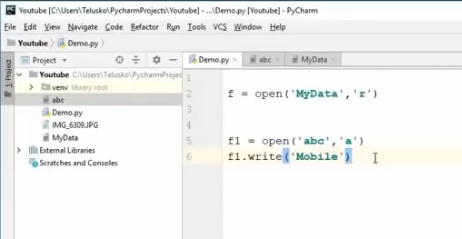 Youtube [C:\Users\Telusko\PycharmProjects\Youtube] - ...\Demo.py [Youtube] - PyCharm
File Edit View Navigate Code Refactor Run Tools VCS Window Help
Youtube Demo.py
1: Project
Project
Demo.py abc MyData
Youtube C:\Users\Telusko\PycharmProjects\Y
venv library root
abc
Demo.py
IMG_6309.JPG
MyData
External Libraries
Scratches and Consoles
1
2 f = open('MyData','r')
3
4
5 f1 = open('abc','a')
6 f1.write('Mobile')